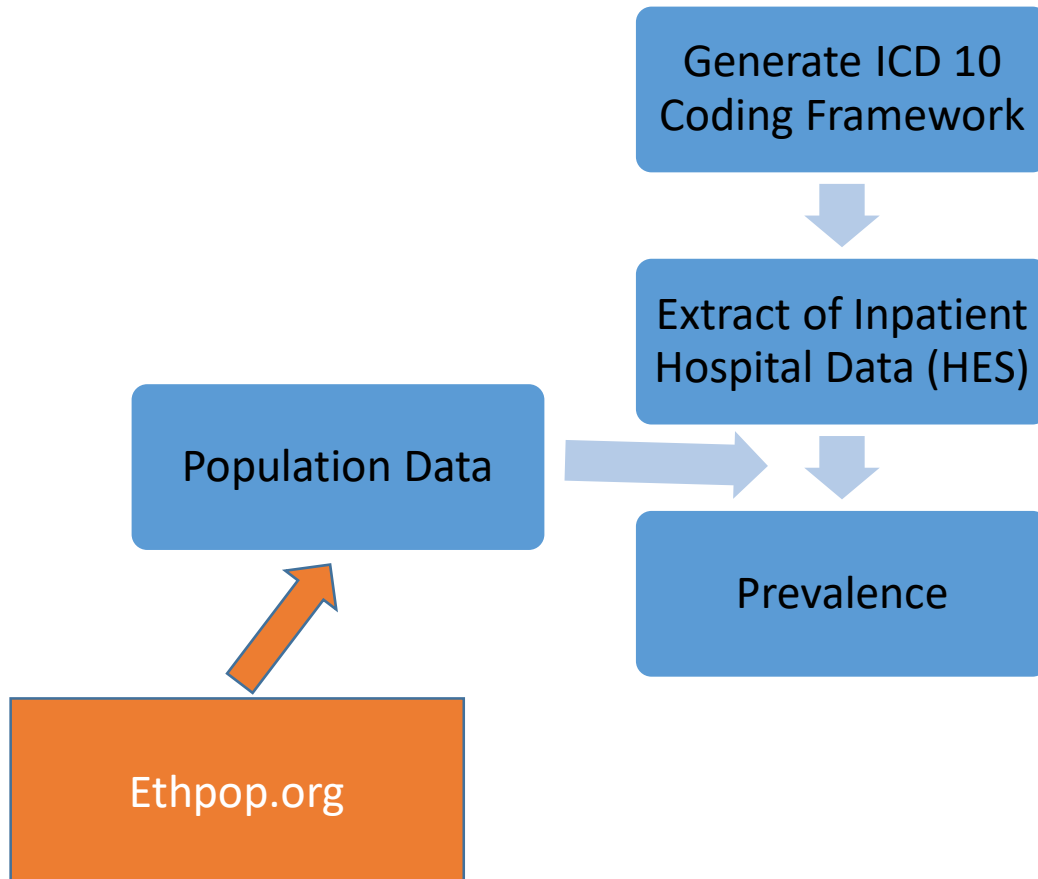 Generate ICD 10
Coding Framework
Extract of Inpatient
Hospital Data (HES)
Population Data
Prevalence
Ethpop.org